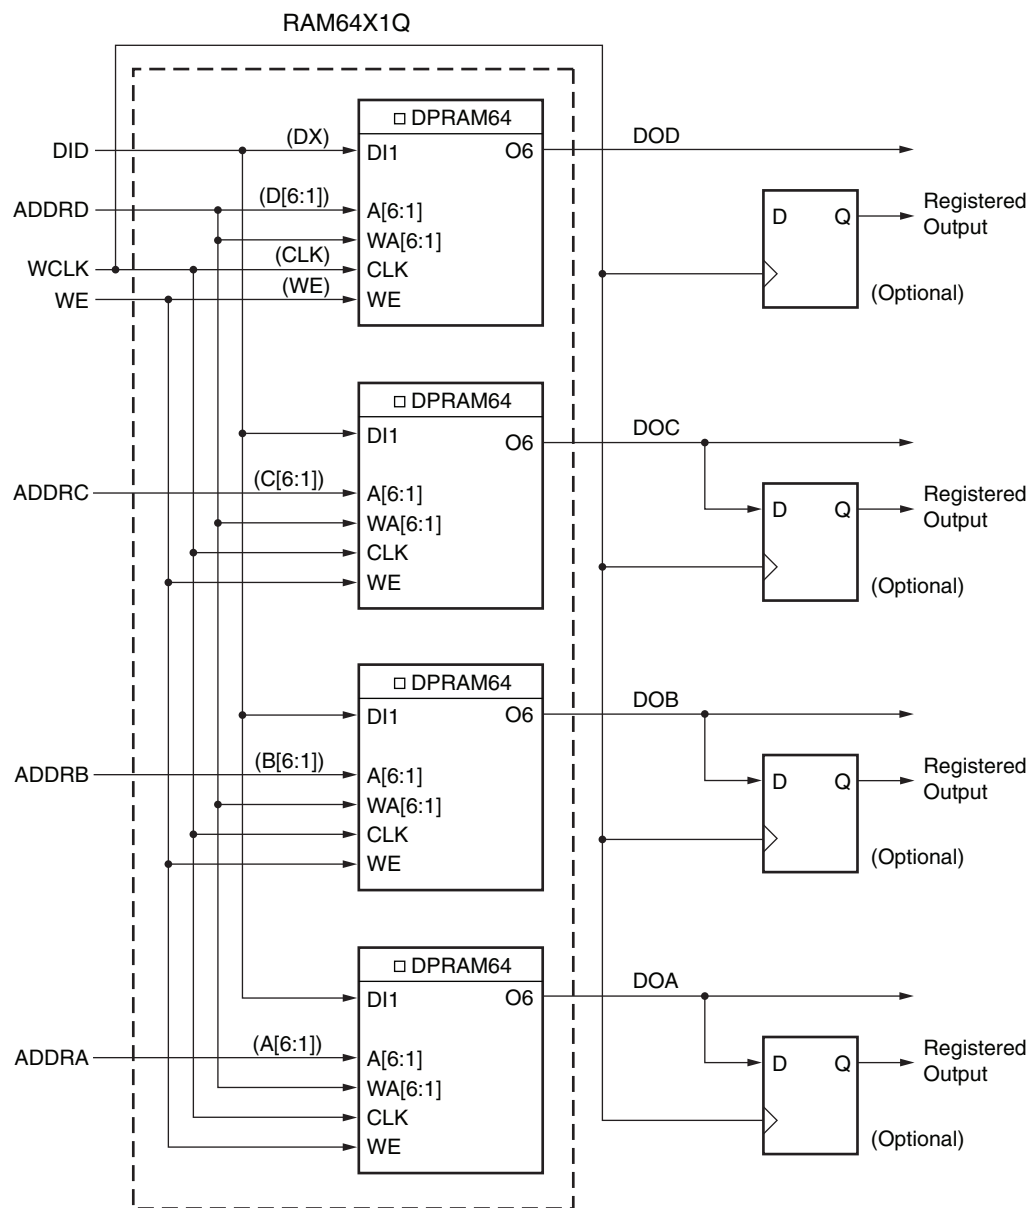 RAM64X1Q
DPRAM64
DID
(DX)
DI1
O6
DOD
ADDRD
(D[6:1])
A[6:1]
WA[6:1]
WCLK
(CLK)
CLK
WE
(WE)
WE
D
Q
Registered
Output
(Optional)
DPRAM64
DI1
O6
DOC
ADDRC
(C[6:1])
A[6:1]
WA[6:1]
CLK
WE
D
Q
Registered
Output
(Optional)
DPRAM64
DI1
O6
DOB
ADDRB
(B[6:1])
A[6:1]
WA[6:1]
CLK
WE
D
Q
Registered
Output
(Optional)
DPRAM64
DI1
O6
DOA
ADDRA
(A[6:1])
A[6:1]
WA[6:1]
CLK
WE
D
Q
Registered
Output
(Optional)